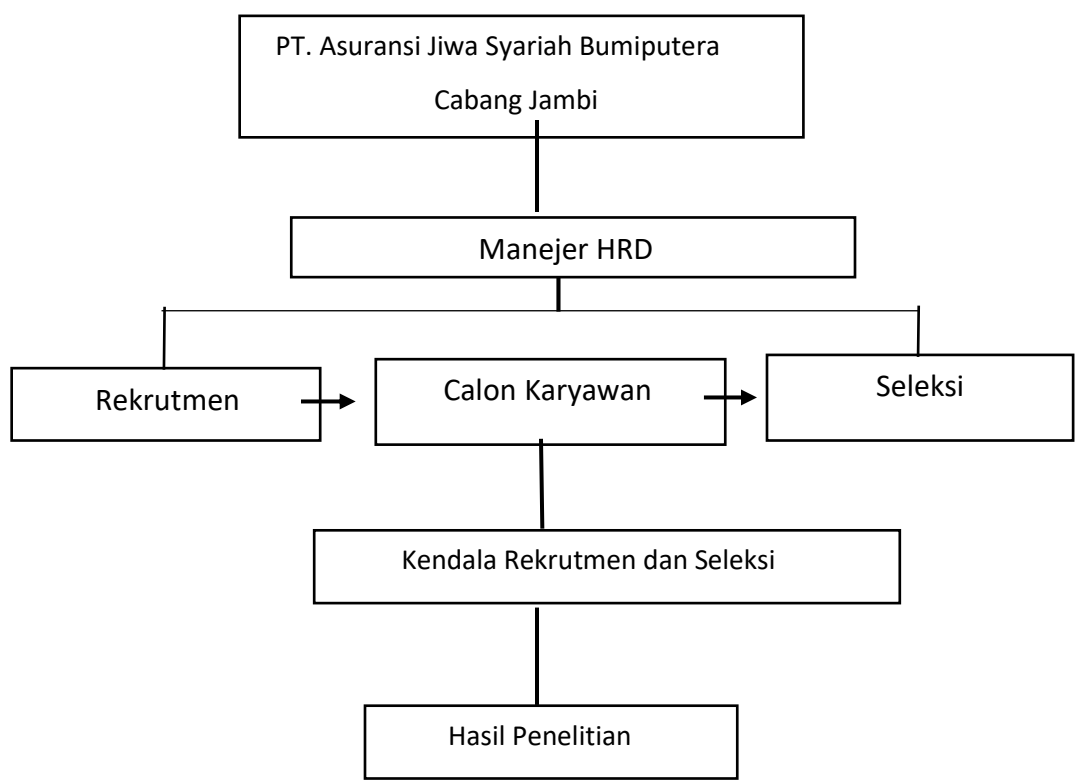 PT. Asuransi Jiwa Syariah Bumiputera
Cabang Jambi
Manejer HRD
Rekrutmen
Calon Karyawan
Seleksi
Kendala Rekrutmen dan Seleksi
Hasil Penelitian